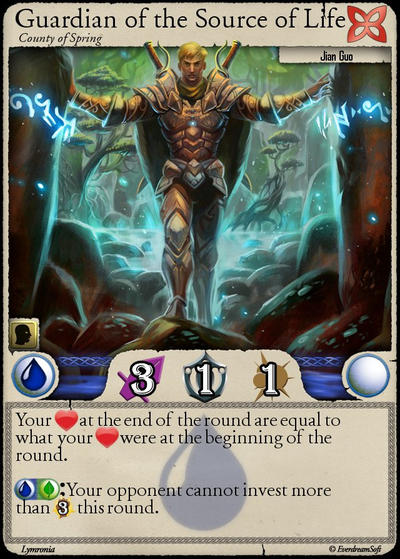 Guardian of the Source of Life
County of Spring
Jian Guo
3 1 1
Your at the end of the round are equal to
what your were at the beginning of the
round.
:Your opponent cannot invest more
than 3 this round.
Lymronia
© EverdreamSoft